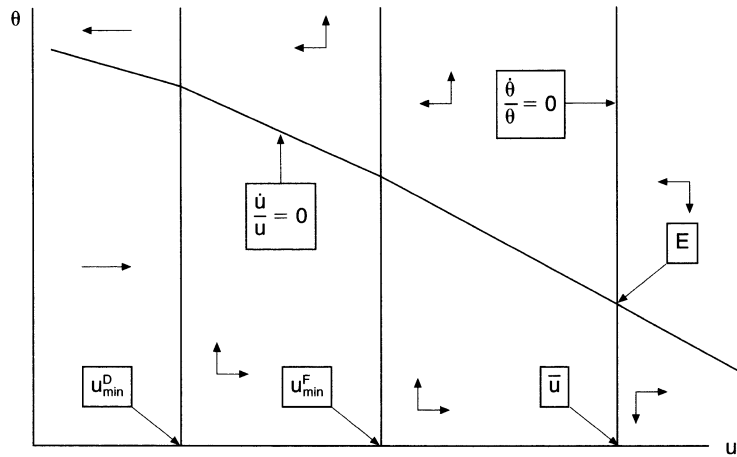 θ
θ̇/θ = 0
u̇/u = 0
E
u^D_min
u^F_min
ū
u